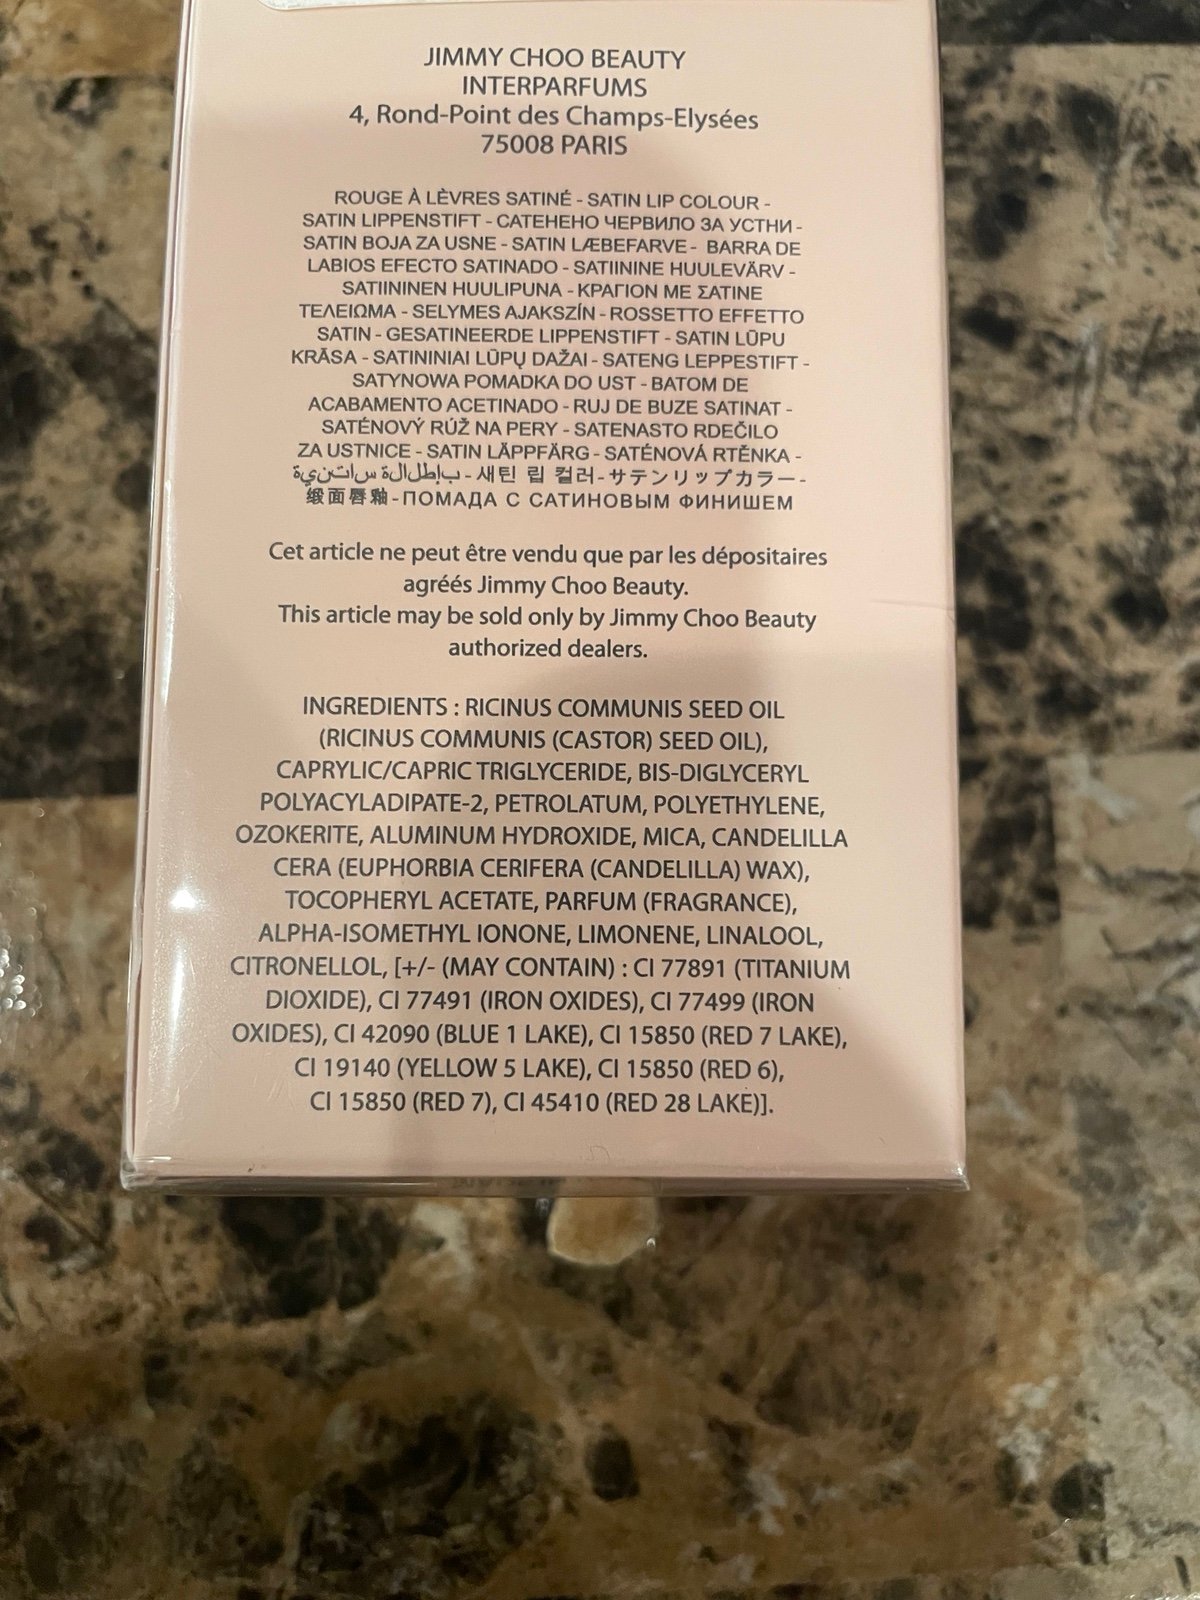 JIMMY CHOO BEAUTY
INTERPARFUMS
4, Rond-Point des Champs-Elysées
75008 PARIS
ROUGE À LÈVRES SATINÉ - SATIN LIP COLOUR -
SATIN LIPPENSTIFT - САТЕНЕНО ЧЕРВИЛО ЗА УСТНИ -
SATIN BOJA ZA USNE - SATIN LÆBEFARVE - BARRA DE
LABIOS EFECTO SATINADO - SATIININE HUULEVÄRV -
SATIININEN HUULIPUNA - ΚΡΑΓΙΟΝ ΜΕ ΣΑΤΙΝΕ
ΤΕΛΕΙΩΜΑ - SELYMES AJAKSZÍN - ROSSETTO EFFETTO
SATIN - GESATINEERDE LIPPENSTIFT - SATIN LŪPU
KRĀSA - SATININIAI LŪPŲ DAŽAI - SATENG LEPPESTIFT -
SATYNOWA POMADKA DO UST - BATOM DE
ACABAMENTO ACETINADO - RUJ DE BUZE SATINAT -
SATÉNOVÝ RÚŽ NA PERY - SATENASTO RDEČILO
ZA USTNICE - SATIN LÄPPFÄRG - SATÉNOVÁ RTĚNKA -
ب ا ط ل ا ل ة س ا ت ي ن ي ة - 새틴 립 컬러 - サテンリップカラー -
缎面唇釉 - ПОМАДА С САТИНОВЫМ ФИНИШЕМ
Cet article ne peut être vendu que par les dépositaires
agréés Jimmy Choo Beauty.
This article may be sold only by Jimmy Choo Beauty
authorized dealers.
INGREDIENTS : RICINUS COMMUNIS SEED OIL
(RICINUS COMMUNIS (CASTOR) SEED OIL),
CAPRYLIC/CAPRIC TRIGLYCERIDE, BIS-DIGLYCERYL
POLYACYLADIPATE-2, PETROLATUM, POLYETHYLENE,
OZOKERITE, ALUMINUM HYDROXIDE, MICA, CANDELILLA
CERA (EUPHORBIA CERIFERA (CANDELILLA) WAX),
TOCOPHERYL ACETATE, PARFUM (FRAGRANCE),
ALPHA-ISOMETHYL IONONE, LIMONENE, LINALOOL,
CITRONELLOL, [+/- (MAY CONTAIN) : CI 77891 (TITANIUM
DIOXIDE), CI 77491 (IRON OXIDES), CI 77499 (IRON
OXIDES), CI 42090 (BLUE 1 LAKE), CI 15850 (RED 7 LAKE),
CI 19140 (YELLOW 5 LAKE), CI 15850 (RED 6),
CI 15850 (RED 7), CI 45410 (RED 28 LAKE)].